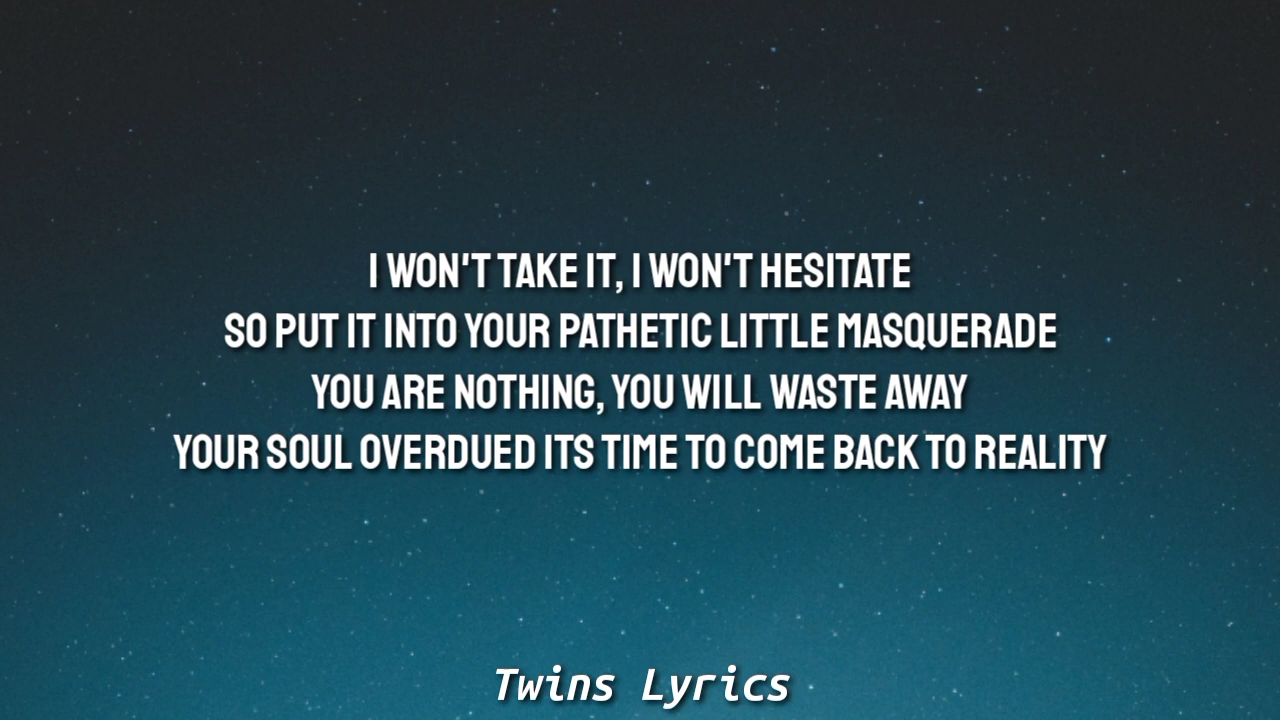 I WON'T TAKE IT, I WON'T HESITATE
SO PUT IT INTO YOUR PATHETIC LITTLE MASQUERADE
YOU ARE NOTHING, YOU WILL WASTE AWAY
YOUR SOUL OVERDUED ITS TIME TO COME BACK TO REALITY
Twins Lyrics